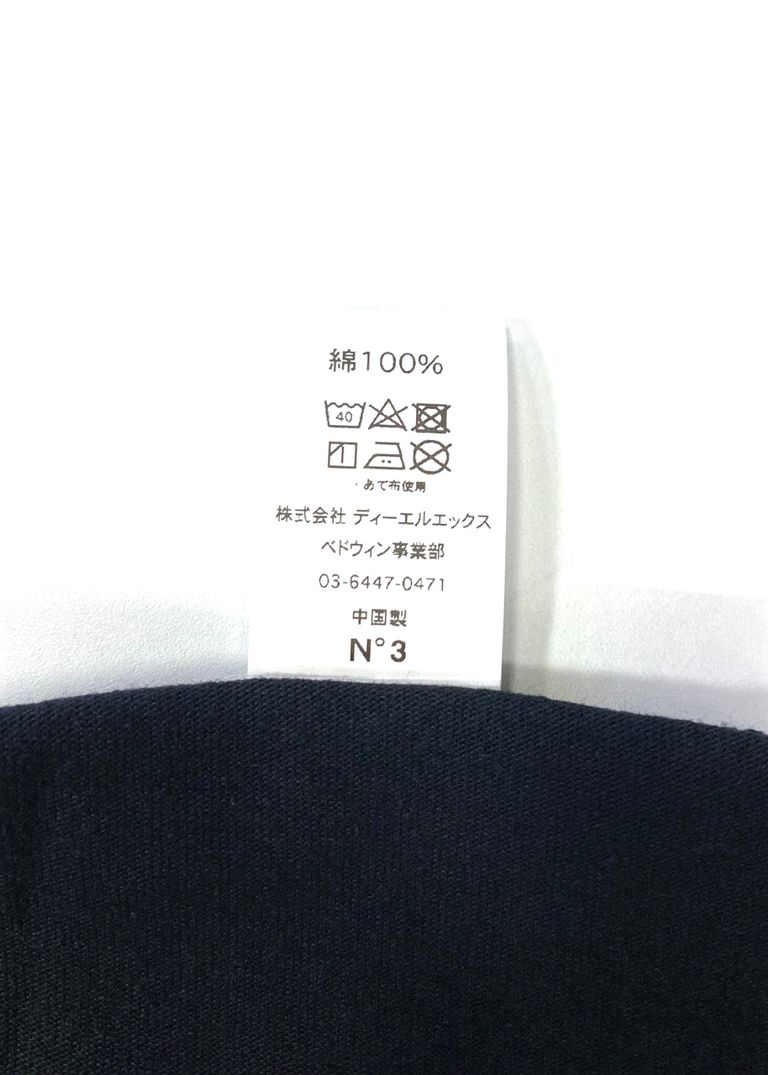 綿100%
40
・あて布使用
株式会社 ディーエルエックス
ベドウィン事業部
03-6447-0471
中国製
N°3